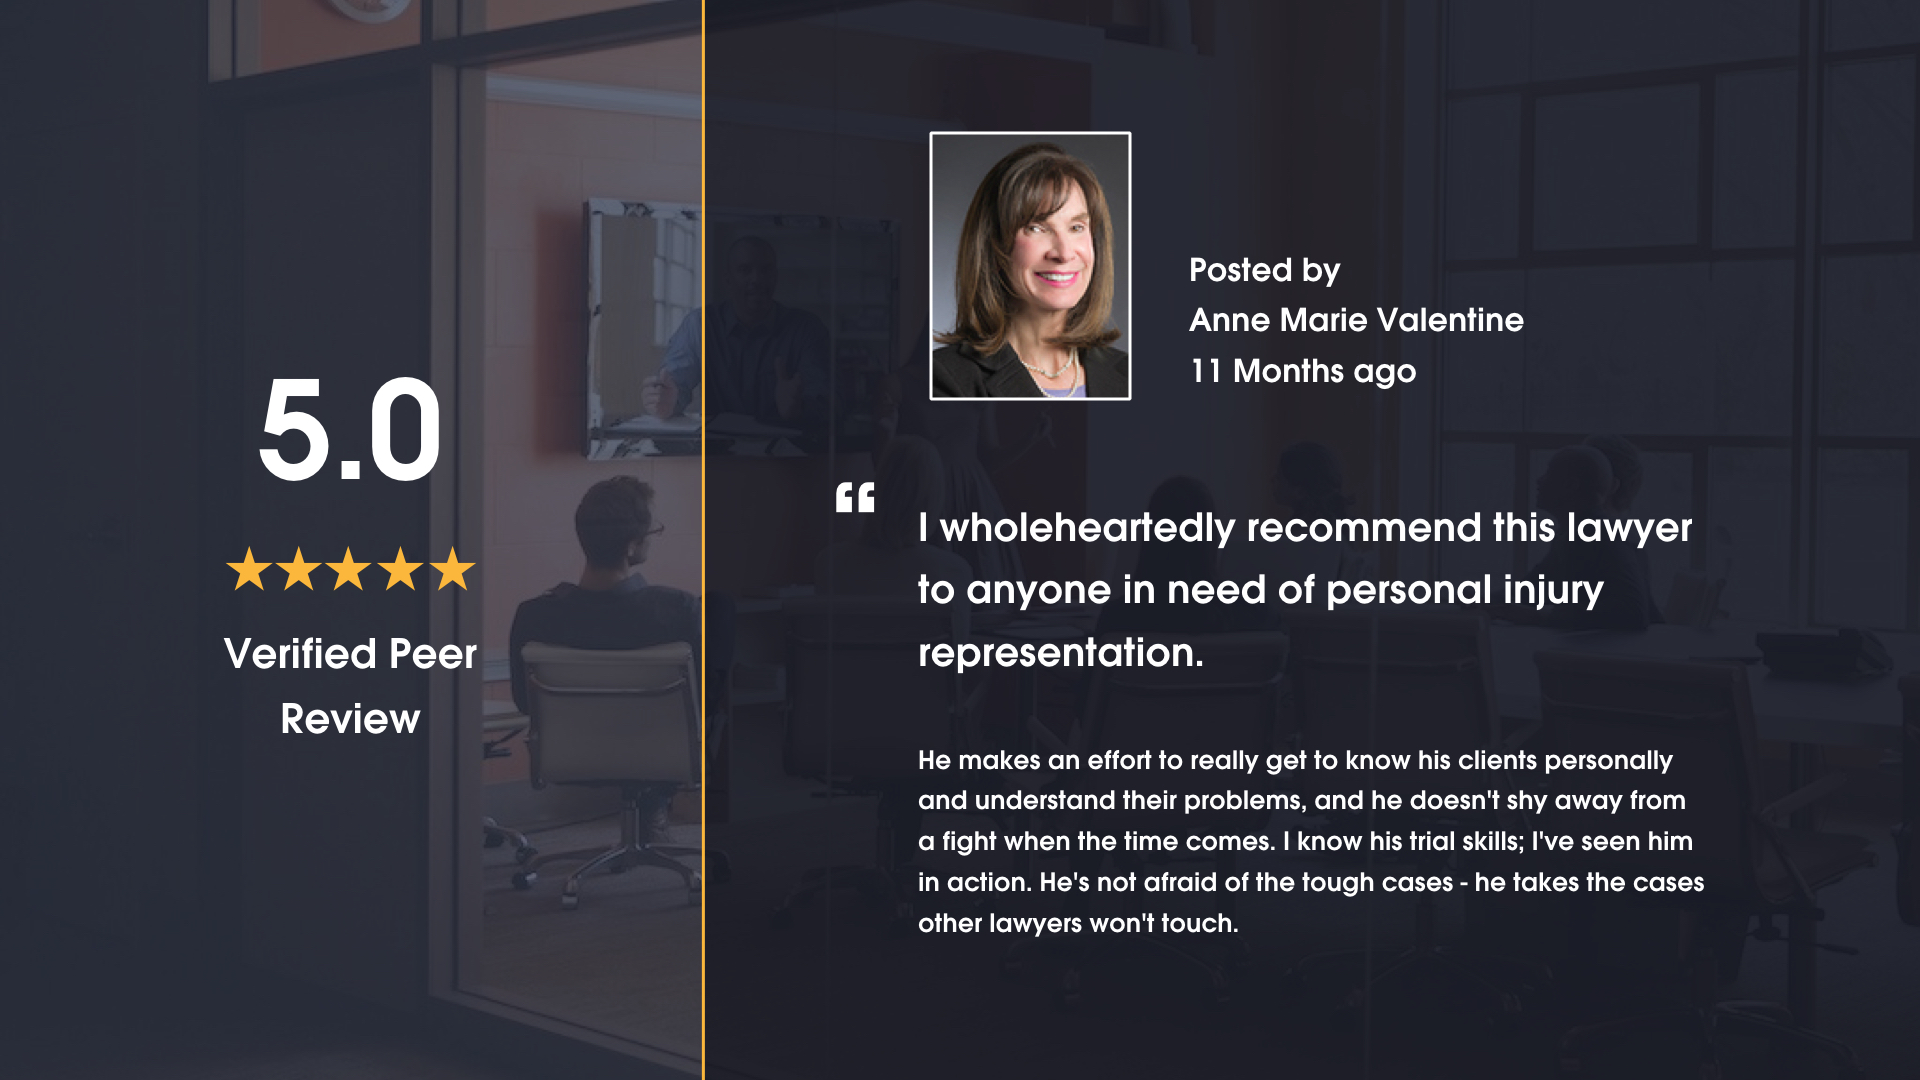 5.0
★★★★★
Verified Peer
Review
Posted by
Anne Marie Valentine
11 Months ago
“
I wholeheartedly recommend this lawyer
to anyone in need of personal injury
representation.
He makes an effort to really get to know his clients personally
and understand their problems, and he doesn't shy away from
a fight when the time comes. I know his trial skills; I've seen him
in action. He's not afraid of the tough cases - he takes the cases
other lawyers won't touch.